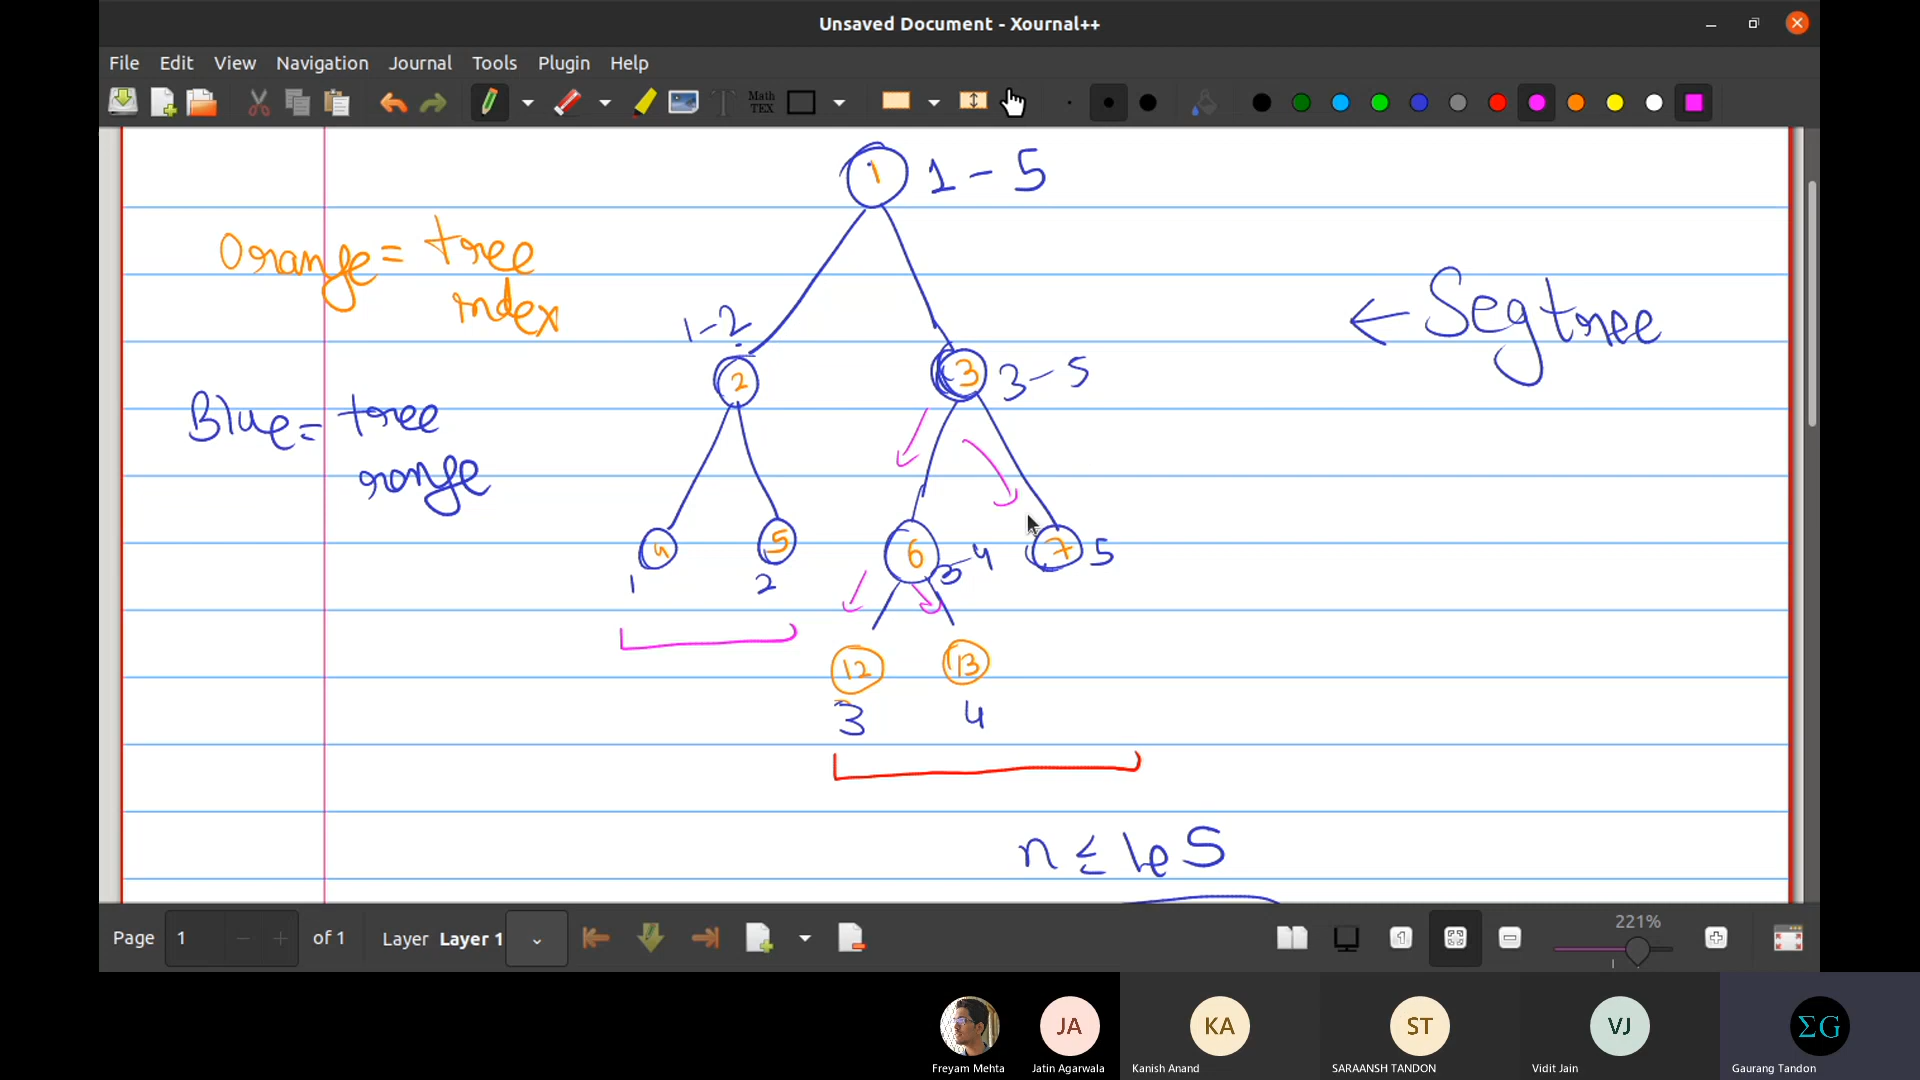 Unsaved Document - Xournal++
File Edit View Navigation Journal Tools Plugin Help
Math
TEX
1 1 - 5
Orange = tree
index
← Segtree
1-2
2
3 3-5
Blue = tree
range
4 5 6 3-4 7 5
1 2
12 13
3 4
n ≤ 1e5
Page 1 of 1 Layer Layer 1 221%
JA KA ST VJ ΣG
Freyam Mehta Jatin Agarwala Kanish Anand SARAANSH TANDON Vidit Jain Gaurang Tandon